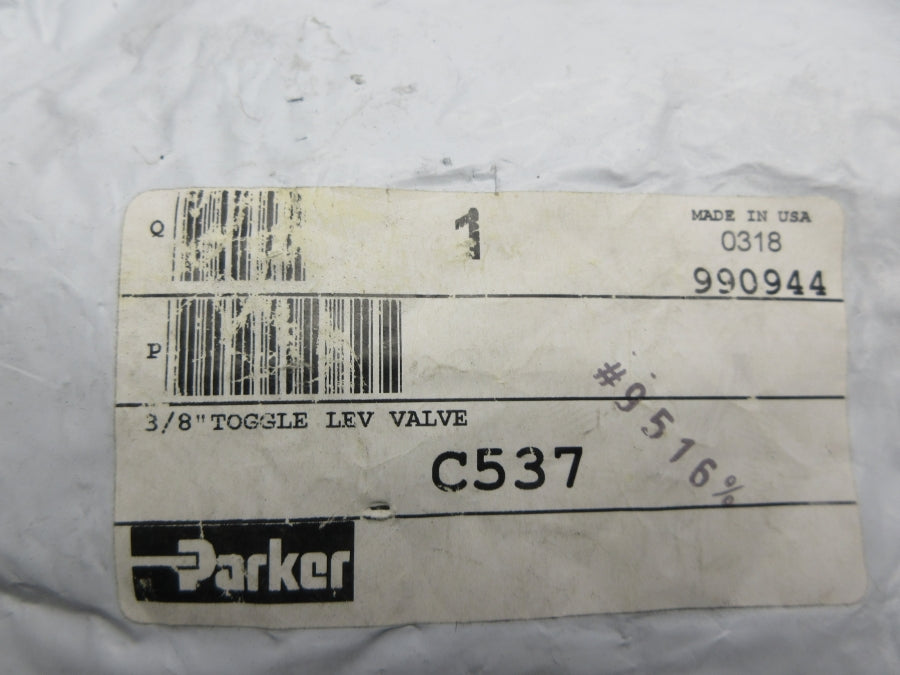 Q
1
MADE IN USA
0318
990944
P
#9516%
3/8" TOGGLE LEV VALVE
C537
Parker